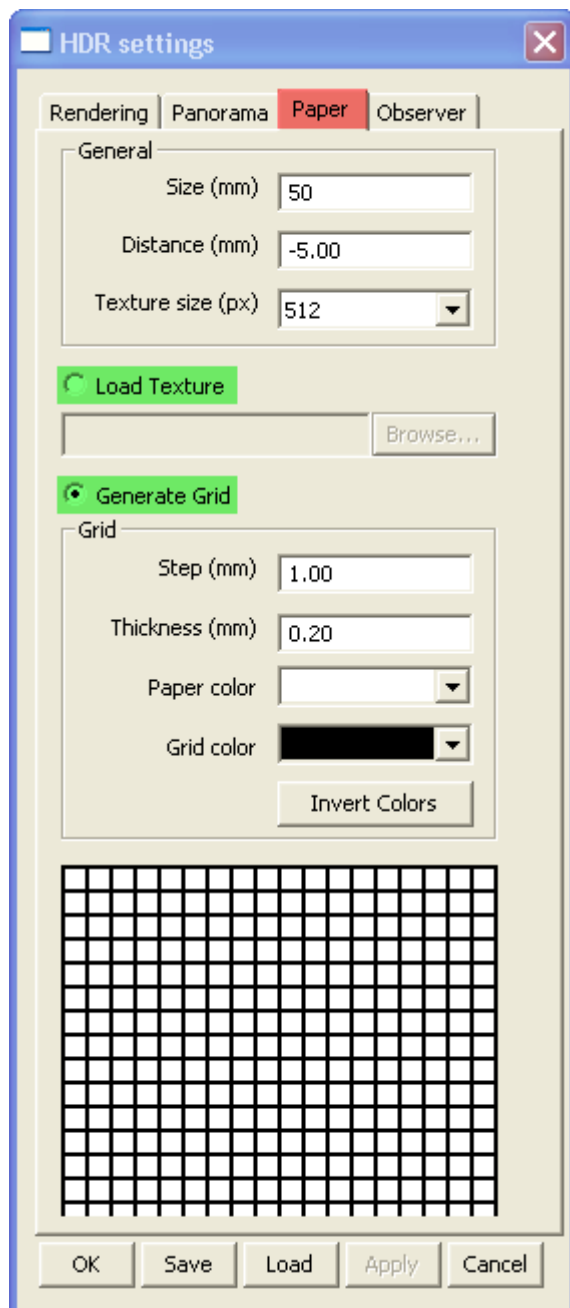 HDR settings
Rendering Panorama Paper Observer
General
Size (mm) 50
Distance (mm) -5.00
Texture size (px) 512
Load Texture
Browse...
Generate Grid
Grid
Step (mm) 1.00
Thickness (mm) 0.20
Paper color
Grid color
Invert Colors
OK Save Load Apply Cancel